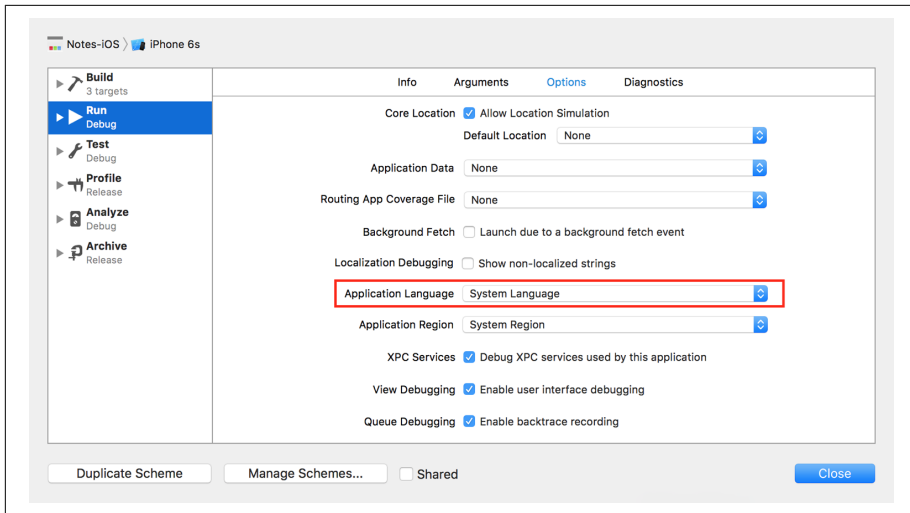 Notes-iOS iPhone 6s
Build
3 targets
Run
Debug
Test
Debug
Profile
Release
Analyze
Debug
Archive
Release
Info Arguments Options Diagnostics
Core Location Allow Location Simulation
Default Location None
Application Data None
Routing App Coverage File None
Background Fetch Launch due to a background fetch event
Localization Debugging Show non-localized strings
Application Language System Language
Application Region System Region
XPC Services Debug XPC services used by this application
View Debugging Enable user interface debugging
Queue Debugging Enable backtrace recording
Duplicate Scheme Manage Schemes... Shared Close